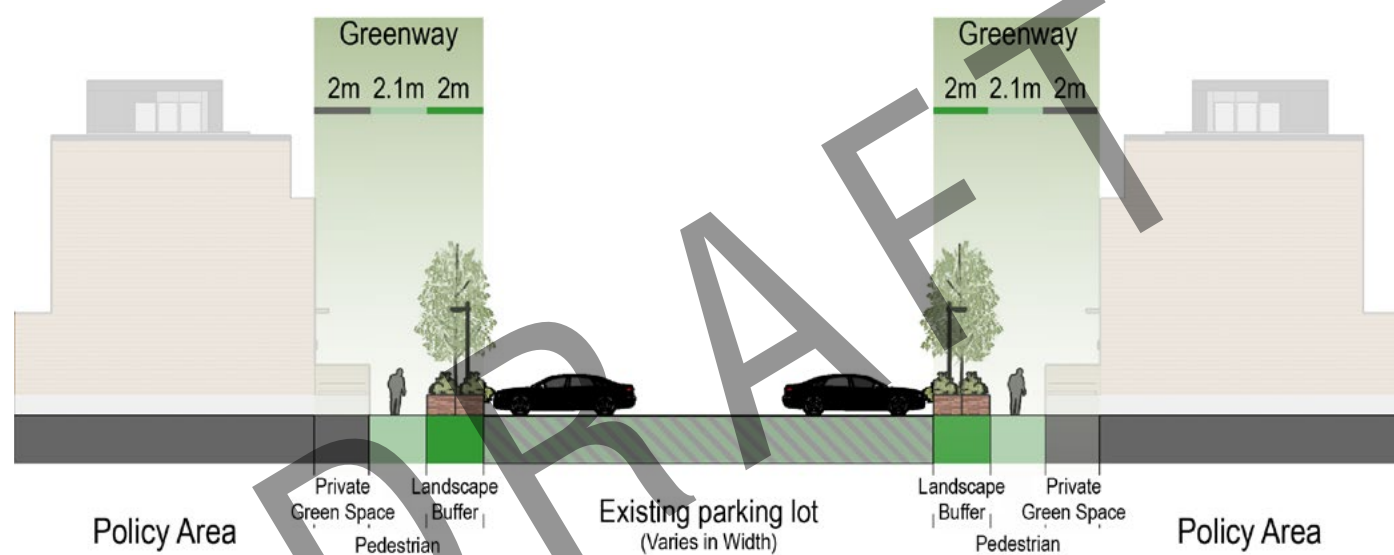 Greenway
2m 2.1m 2m
Greenway
2m 2.1m 2m
Private
Green Space
Landscape
Buffer
Pedestrian
Policy Area
Existing parking lot
(Varies in Width)
Landscape
Buffer
Private
Green Space
Pedestrian
Policy Area
DRAFT